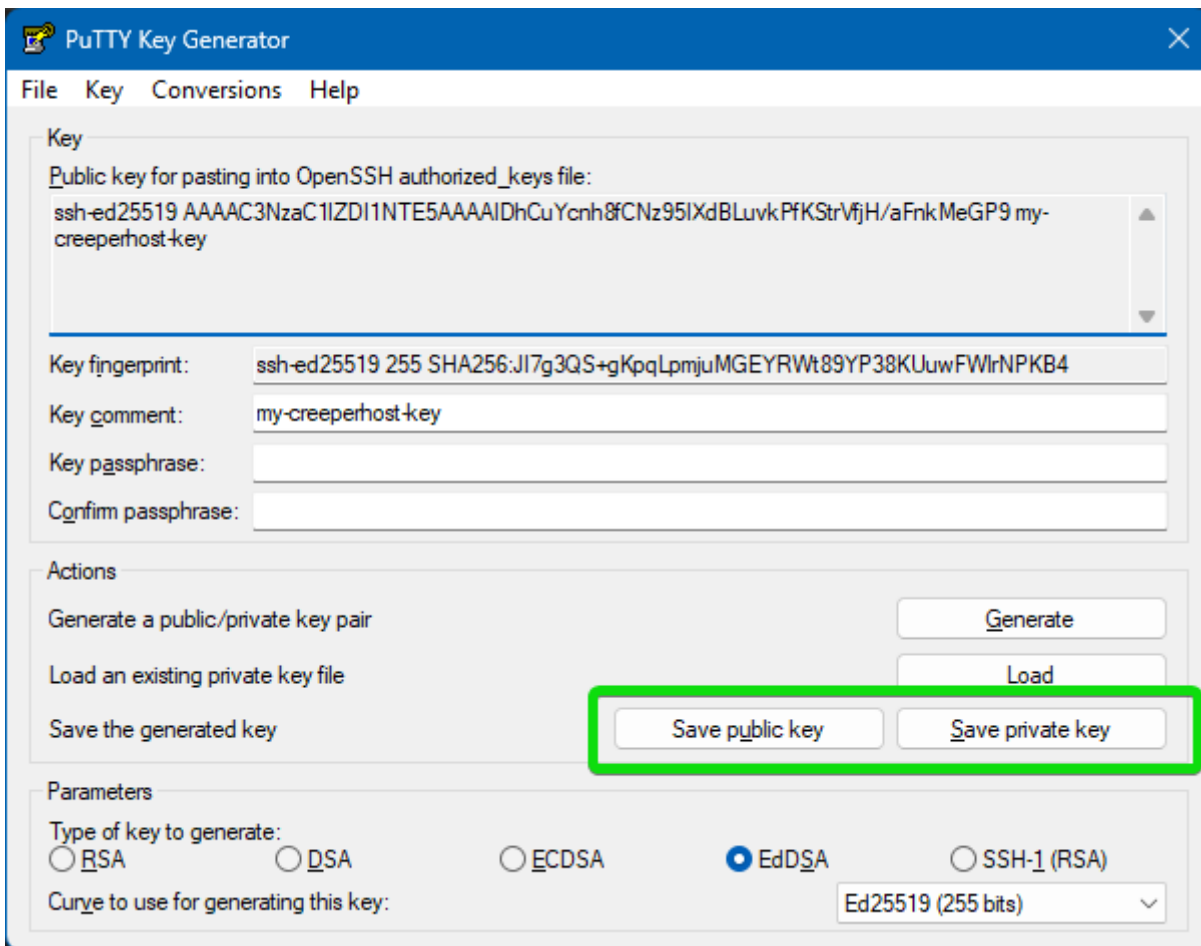 PuTTY Key Generator
File Key Conversions Help
Key
Public key for pasting into OpenSSH authorized_keys file:
ssh-ed25519 AAAAC3NzaC1lZDI1NTE5AAAAIDhCuYcnh8fCNz95IXdBLuvkPfKStrVfjH/aFnkMeGP9 my-
creeperhost-key
Key fingerprint: ssh-ed25519 255 SHA256:JI7g3QS+gKpqLpmjuMGEYRWt89YP38KUuwFWlrNPKB4
Key comment: my-creeperhost-key
Key passphrase:
Confirm passphrase:
Actions
Generate a public/private key pair Generate
Load an existing private key file Load
Save the generated key Save public key Save private key
Parameters
Type of key to generate:
RSA DSA ECDSA EdDSA SSH-1 (RSA)
Curve to use for generating this key: Ed25519 (255 bits)